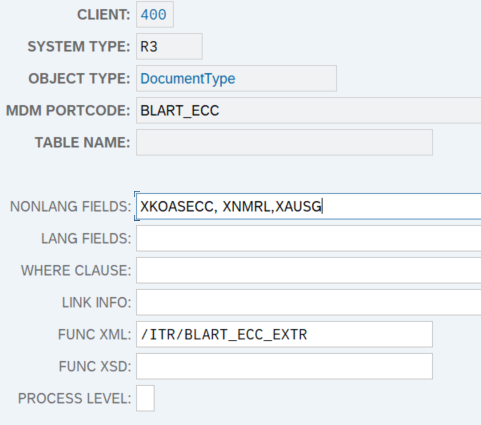 CLIENT: 400
SYSTEM TYPE: R3
OBJECT TYPE: DocumentType
MDM PORTCODE: BLART_ECC
TABLE NAME:
NONLANG FIELDS: XKOASECC, XNMRL,XAUSG
LANG FIELDS:
WHERE CLAUSE:
LINK INFO:
FUNC XML: /ITR/BLART_ECC_EXTR
FUNC XSD:
PROCESS LEVEL: